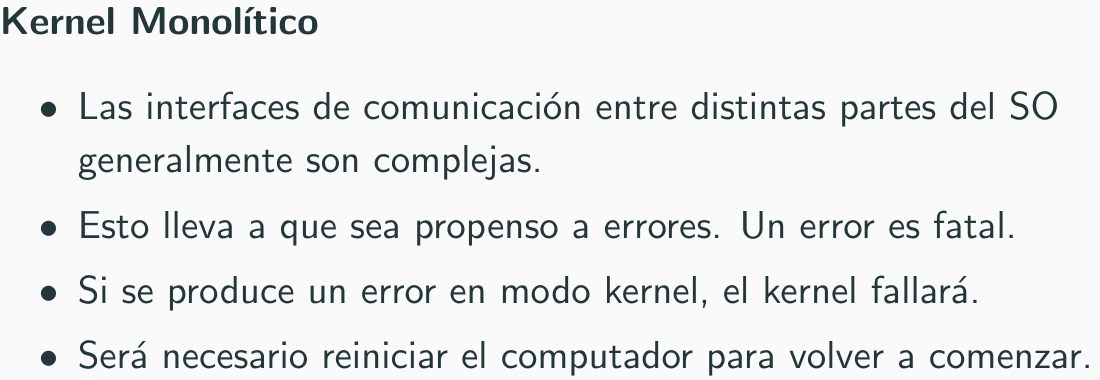 Kernel Monolítico
• Las interfaces de comunicación entre distintas partes del SO
generalmente son complejas.
• Esto lleva a que sea propenso a errores. Un error es fatal.
• Si se produce un error en modo kernel, el kernel fallará.
• Será necesario reiniciar el computador para volver a comenzar.